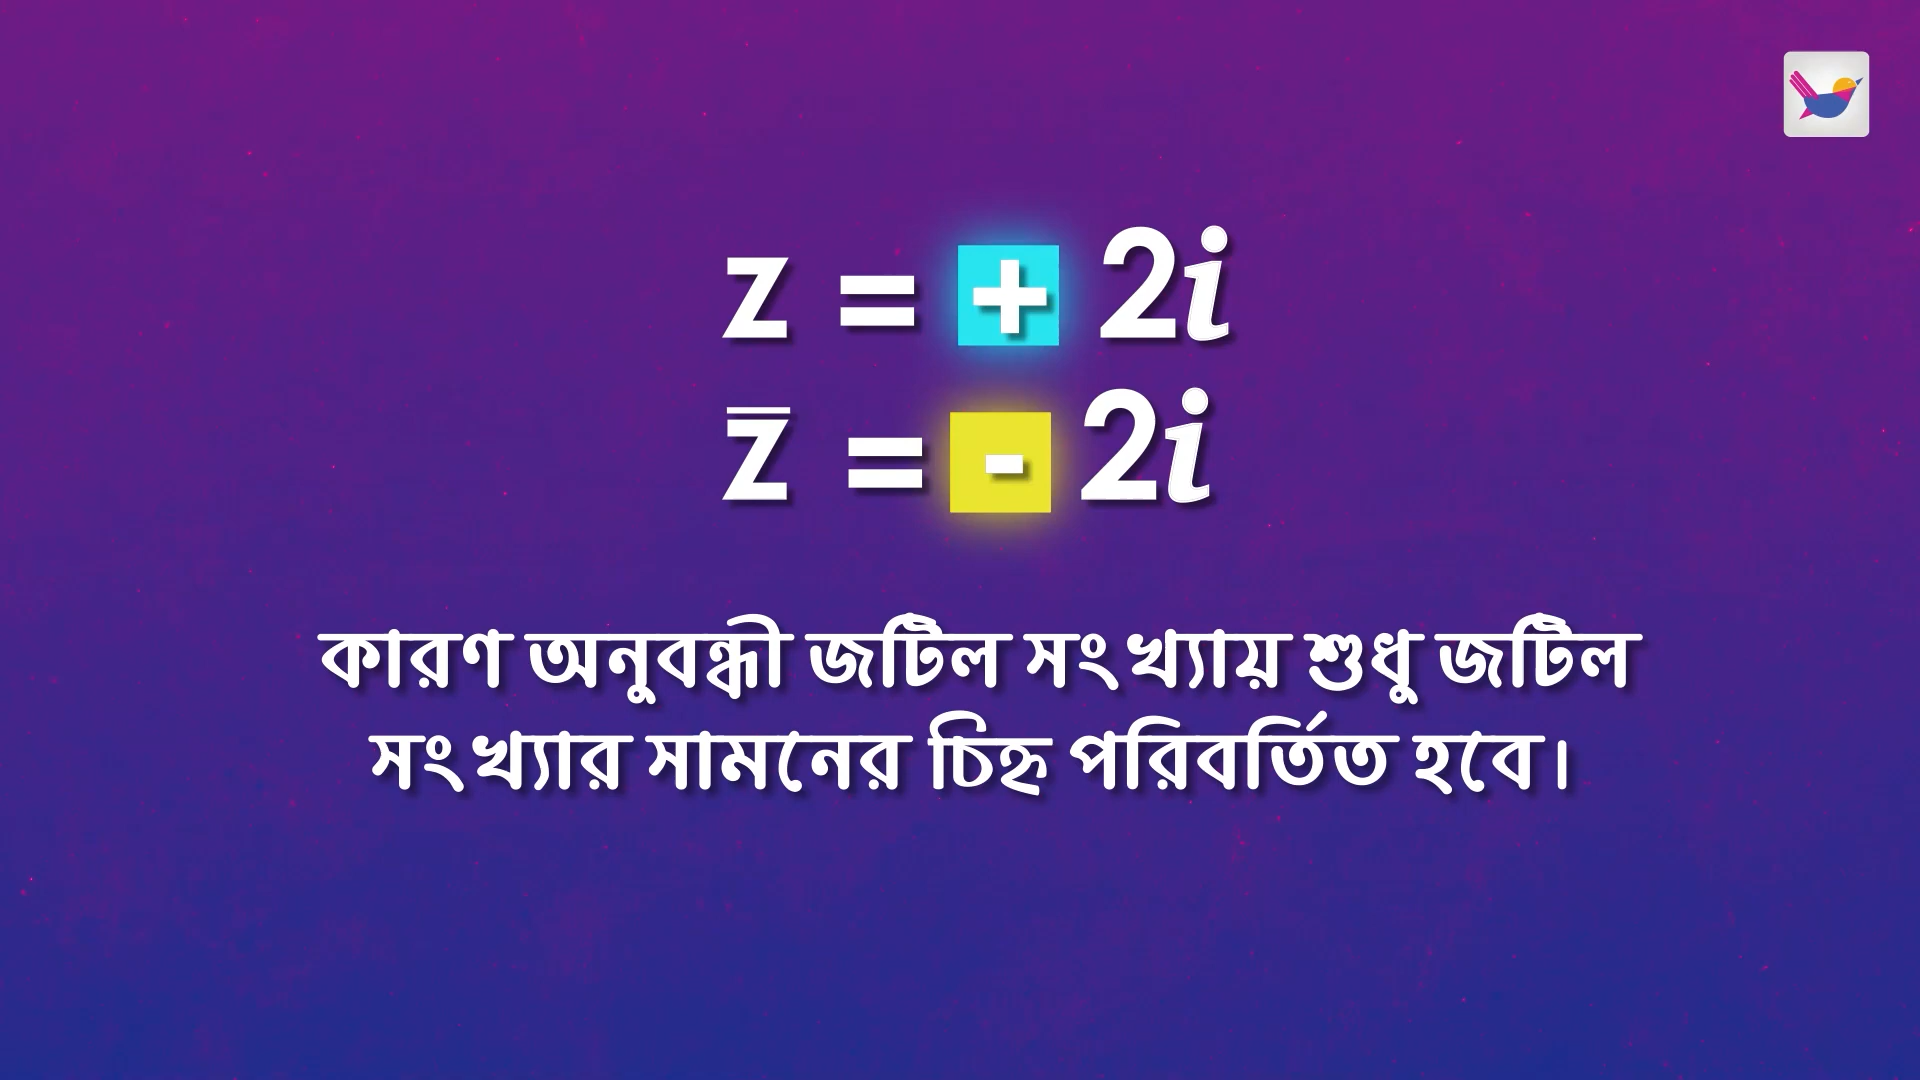 z = + 2i
z̅ = - 2i
কারণ অনুবন্ধী জটিল সংখ্যায় শুধু জটিল
সংখ্যার সামনের চিহ্ন পরিবর্তিত হবে।